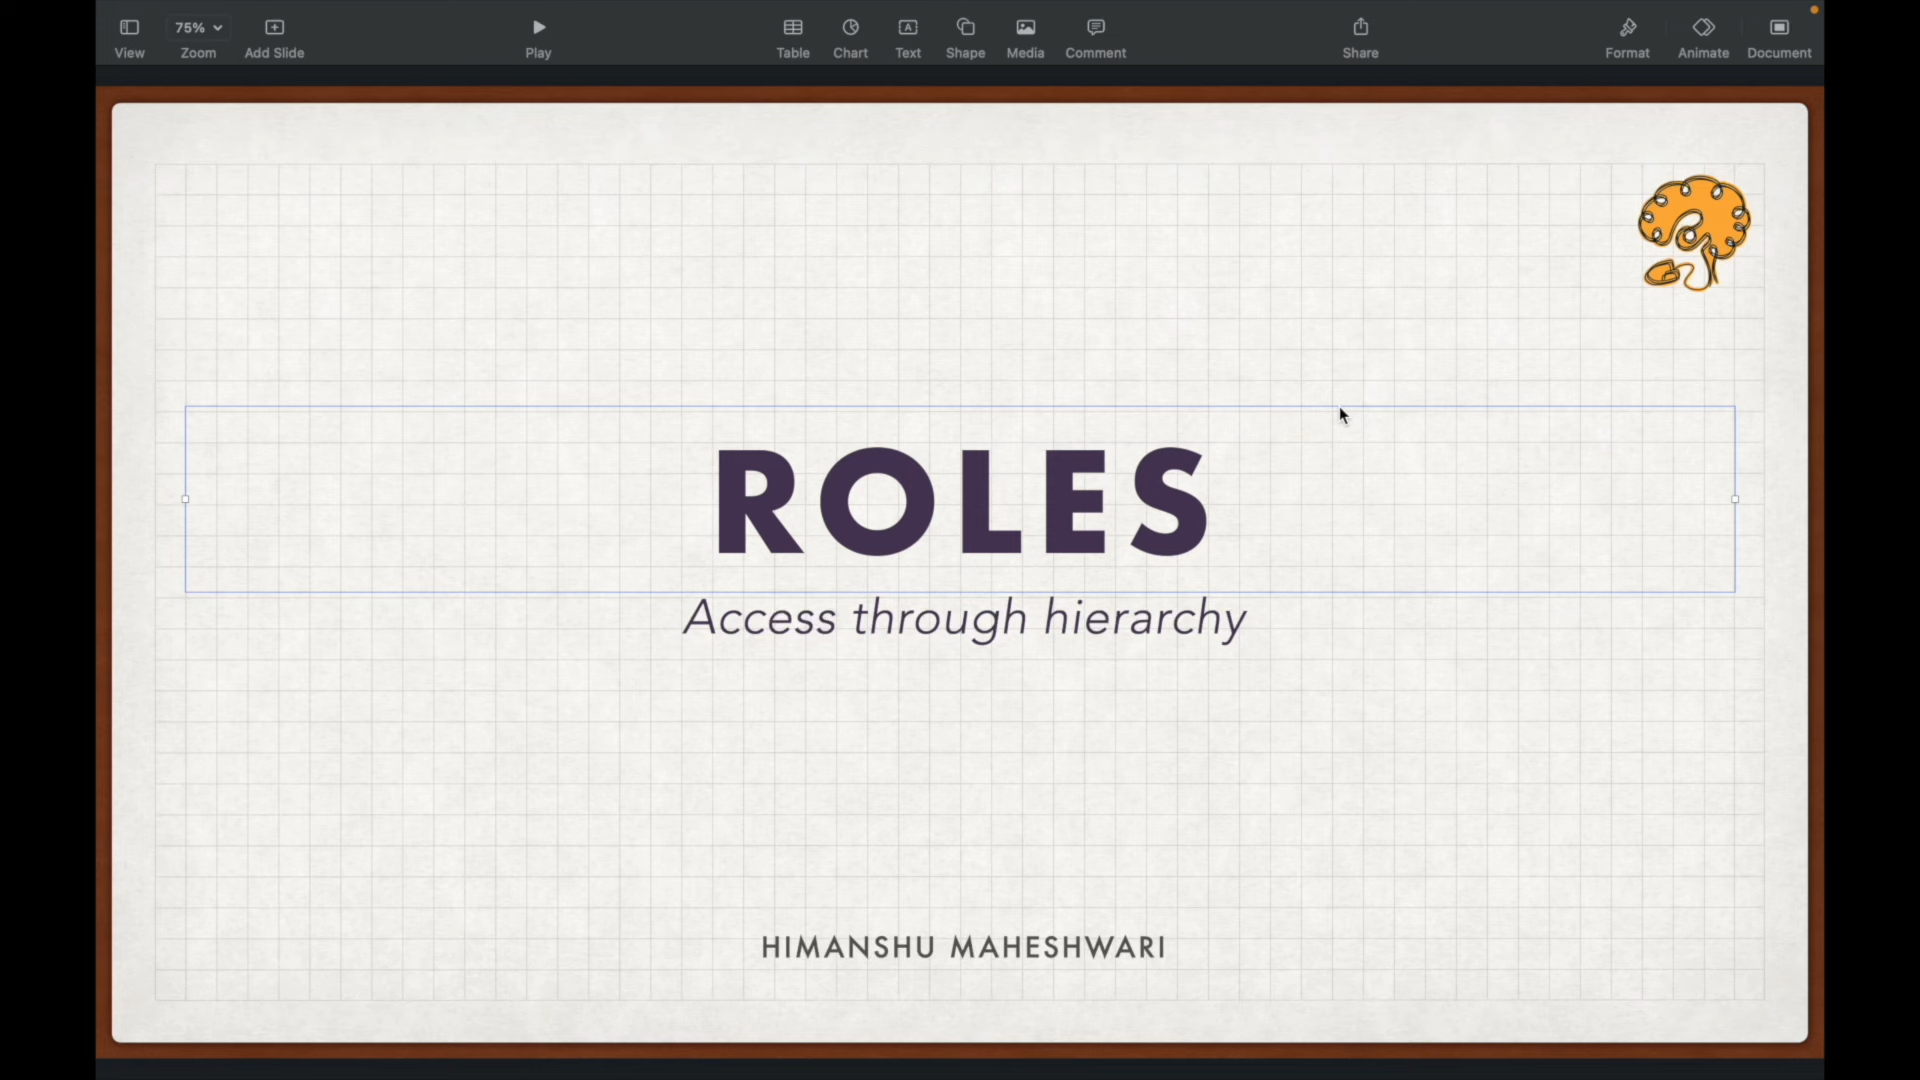 75%
View
Zoom
Add Slide
Play
Table
Chart
Text
Shape
Media
Comment
Share
Format
Animate
Document
ROLES
Access through hierarchy
HIMANSHU MAHESHWARI